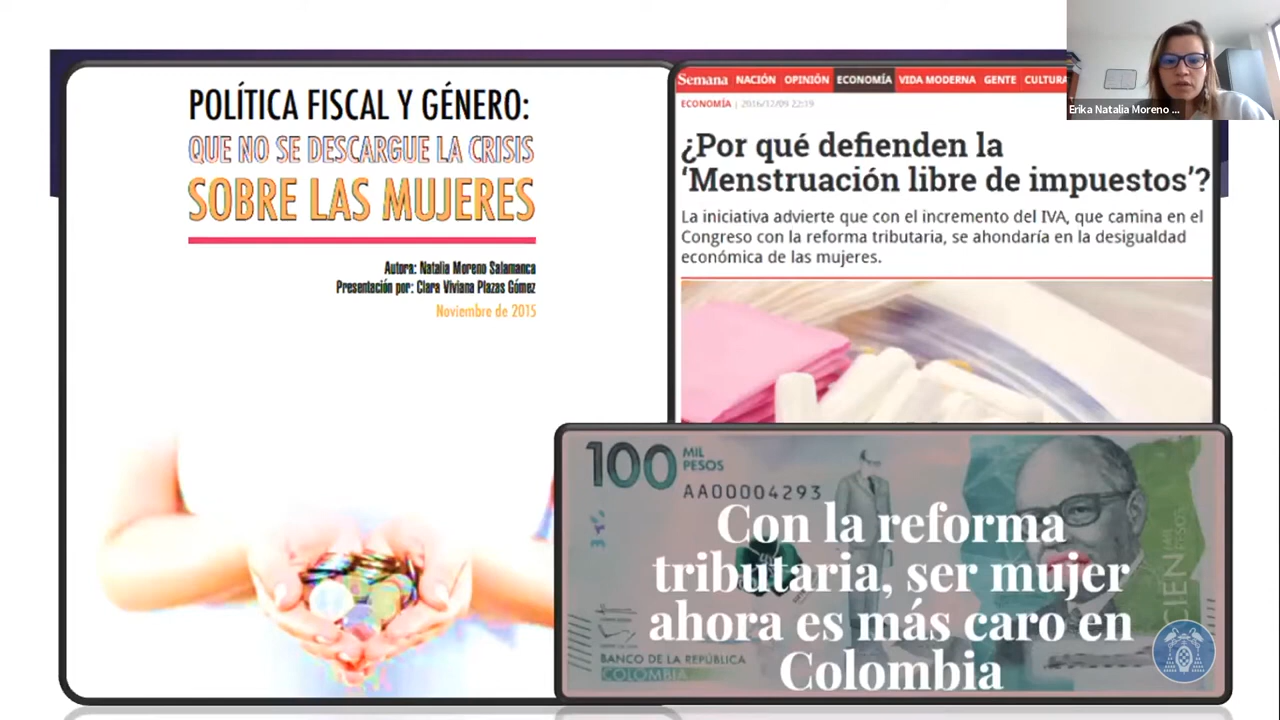 POLÍTICA FISCAL Y GÉNERO:
QUE NO SE DESCARGUE LA CRISIS
SOBRE LAS MUJERES
Autora: Natalia Moreno Salamanca
Presentación por: Clara Viviana Plazas Gómez
Noviembre de 2015
Semana NACIÓN OPINIÓN ECONOMÍA VIDA MODERNA GENTE CULTURA
ECONOMÍA | 2016/12/09 22:19
¿Por qué defienden la
‘Menstruación libre de impuestos’?
La iniciativa advierte que con el incremento del IVA, que camina en el
Congreso con la reforma tributaria, se ahondaría en la desigualdad
económica de las mujeres.
Erika Natalia Moreno ...
100 MIL
PESOS
AA00004293
Con la reforma
tributaria, ser mujer
ahora es más caro en
Colombia
BANCO DE LA REPÚBLICA
COLOMBIA
CIEN MIL PESOS